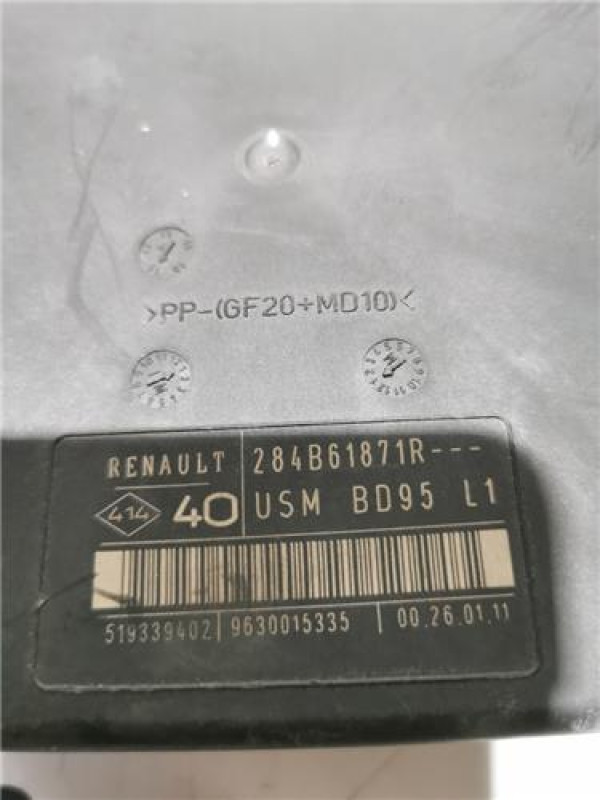 >PP-(GF20+MD10)<
RENAULT 284B61871R---
414 40 USM BD95 L1
519339402 9630015335 00.26.01.11